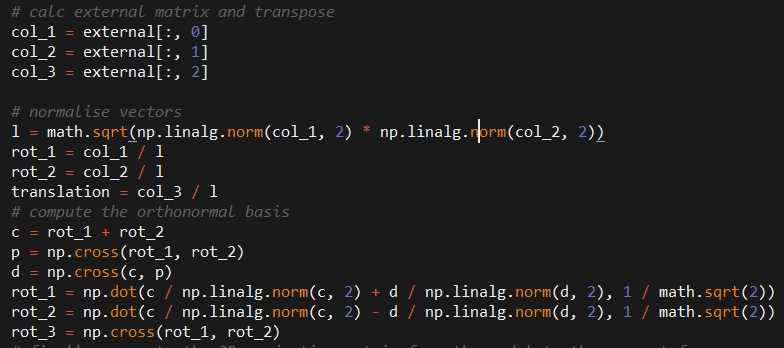 # calc external matrix and transpose
col_1 = external[:, 0]
col_2 = external[:, 1]
col_3 = external[:, 2]
# normalise vectors
l = math.sqrt(np.linalg.norm(col_1, 2) * np.linalg.norm(col_2, 2))
rot_1 = col_1 / l
rot_2 = col_2 / l
translation = col_3 / l
# compute the orthonormal basis
c = rot_1 + rot_2
p = np.cross(rot_1, rot_2)
d = np.cross(c, p)
rot_1 = np.dot(c / np.linalg.norm(c, 2) + d / np.linalg.norm(d, 2), 1 / math.sqrt(2))
rot_2 = np.dot(c / np.linalg.norm(c, 2) - d / np.linalg.norm(d, 2), 1 / math.sqrt(2))
rot_3 = np.cross(rot_1, rot_2)